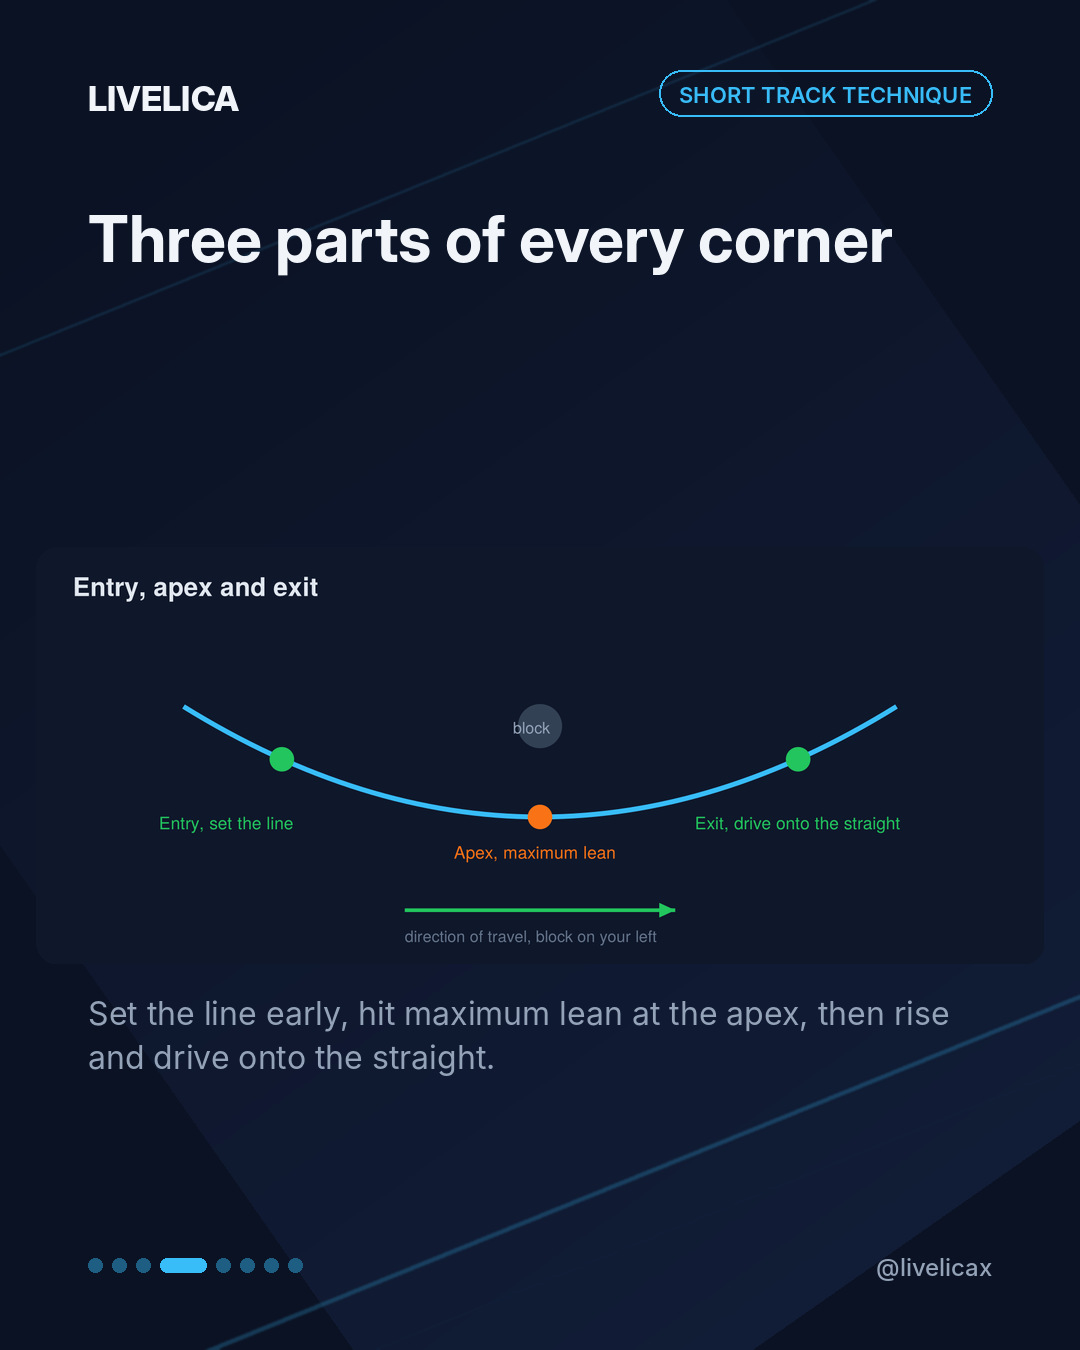 LIVELICA
SHORT TRACK TECHNIQUE
Three parts of every corner
Entry, apex and exit
block
Entry, set the line
Exit, drive onto the straight
Apex, maximum lean
direction of travel, block on your left
Set the line early, hit maximum lean at the apex, then rise
and drive onto the straight.
@livelicax